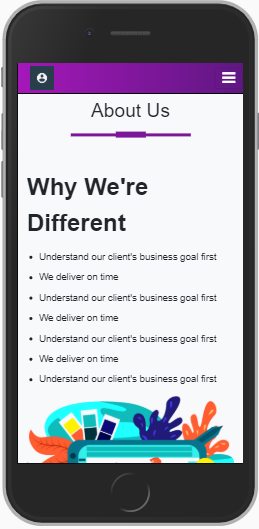 About Us
Why We're
Different
• Understand our client's business goal first
• We deliver on time
• Understand our client's business goal first
• We deliver on time
• Understand our client's business goal first
• We deliver on time
• Understand our client's business goal first